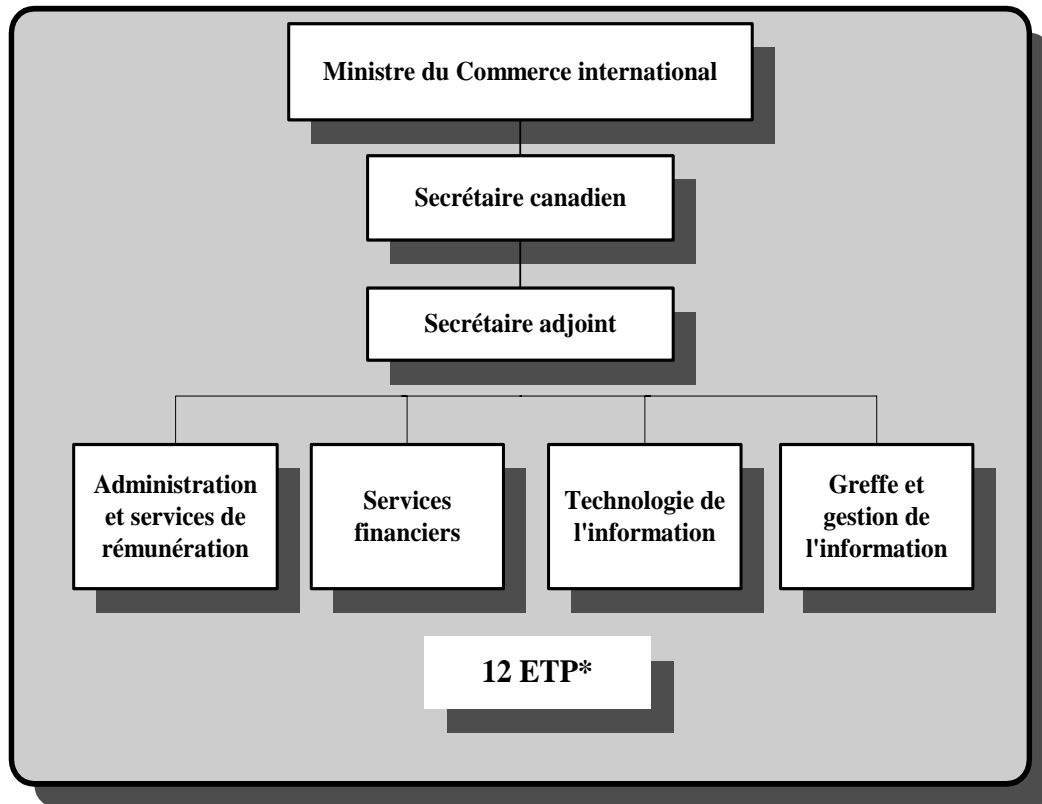 Ministre du Commerce international
Secrétaire canadien
Secrétaire adjoint
Administration
et services de
rémunération
Services
financiers
Technologie de
l'information
Greffe et
gestion de
l'information
12 ETP*